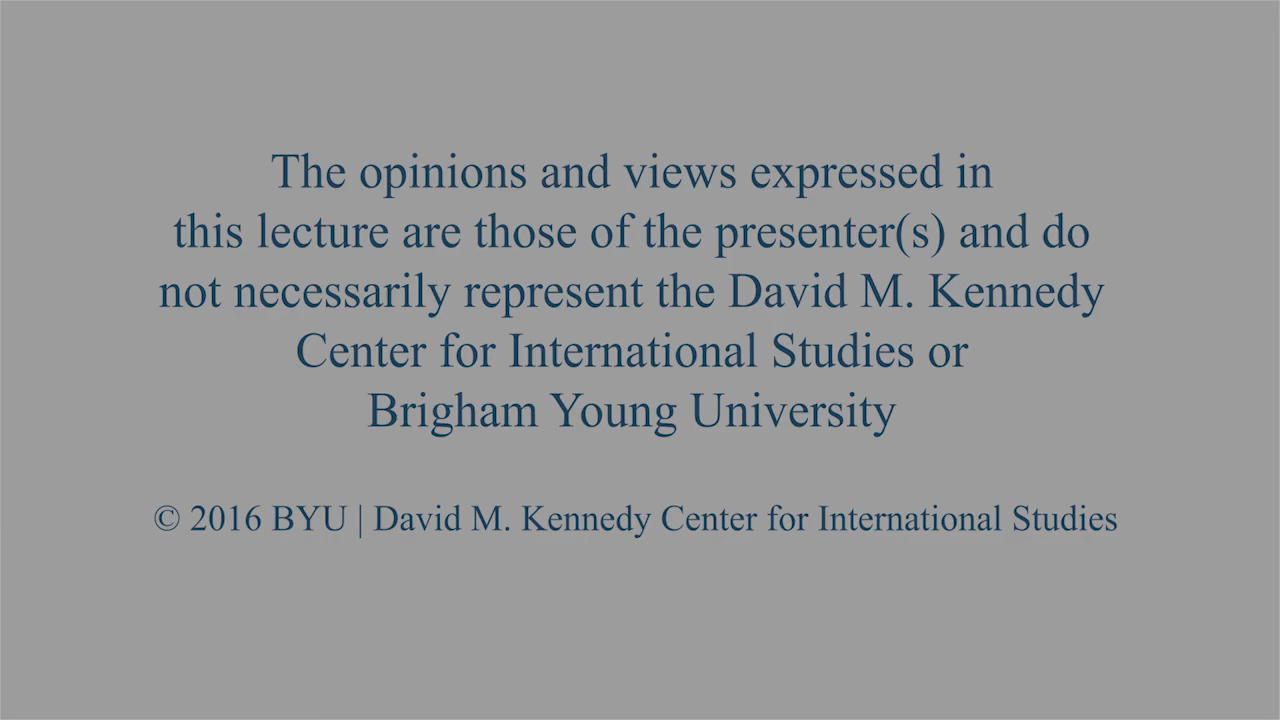 The opinions and views expressed in
this lecture are those of the presenter(s) and do
not necessarily represent the David M. Kennedy
Center for International Studies or
Brigham Young University
© 2016 BYU | David M. Kennedy Center for International Studies